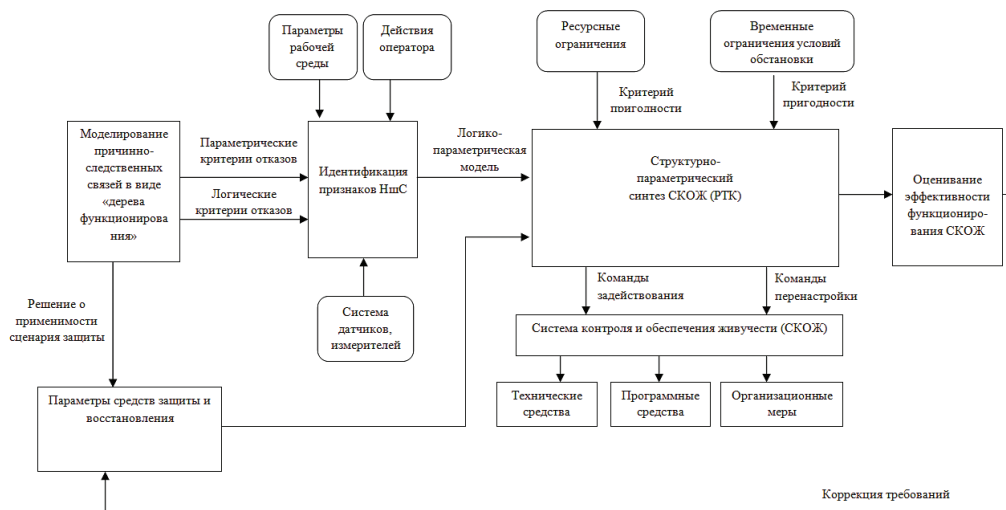 Параметры
рабочей
среды
Действия
оператора
Ресурсные
ограничения
Временные
ограничения условий
обстановки
Критерий
пригодности
Критерий
пригодности
Моделирование
причинно-
следственных
связей в виде
«дерева
функционирова
ния»
Параметрические
критерии отказов
Логические
критерии отказов
Идентификация
признаков НшС
Логико-
параметрическая
модель
Структурно-
параметрический
синтез СКОЖ (РТК)
Оценивание
эффективности
функциониро-
вания СКОЖ
Решение о
применимости
сценария защиты
Система
датчиков,
измерителей
Команды
задействования
Команды
перенастройки
Система контроля и обеспечения живучести (СКОЖ)
Технические
средства
Программные
средства
Организационные
меры
Параметры средств защиты и
восстановления
Коррекция требований